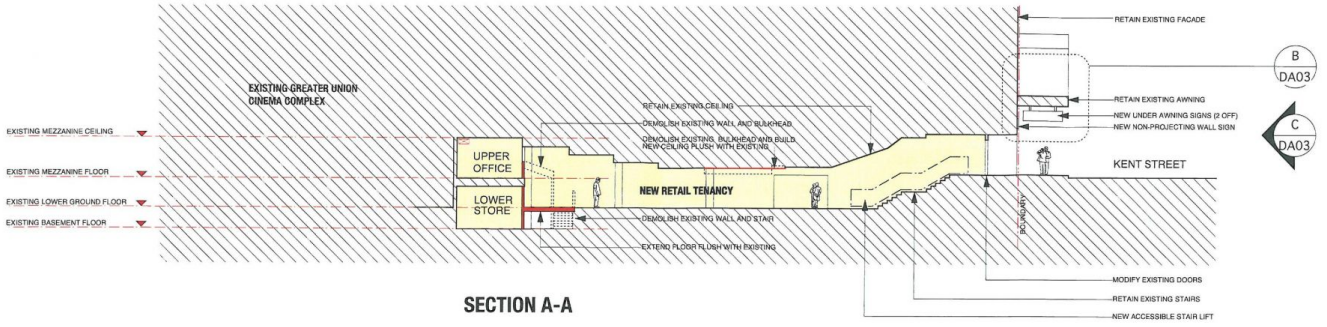 RETAIN EXISTING FACADE
B
DA03
EXISTING GREATER UNION
CINEMA COMPLEX
RETAIN EXISTING CEILING
RETAIN EXISTING AWNING
NEW UNDER AWNING SIGNS (2 OFF)
NEW NON-PROJECTING WALL SIGN
C
DA03
EXISTING MEZZANINE CEILING
DEMOLISH EXISTING WALL AND BULKHEAD
DEMOLISH EXISTING BULKHEAD AND BUILD
NEW CEILING FLUSH WITH EXISTING
UPPER
OFFICE
KENT STREET
EXISTING MEZZANINE FLOOR
NEW RETAIL TENANCY
LOWER
STORE
EXISTING LOWER GROUND FLOOR
DEMOLISH EXISTING WALL AND STAIR
BOUNDARY
EXISTING BASEMENT FLOOR
EXTEND FLOOR FLUSH WITH EXISTING
MODIFY EXISTING DOORS
RETAIN EXISTING STAIRS
NEW ACCESSIBLE STAIR LIFT
SECTION A-A